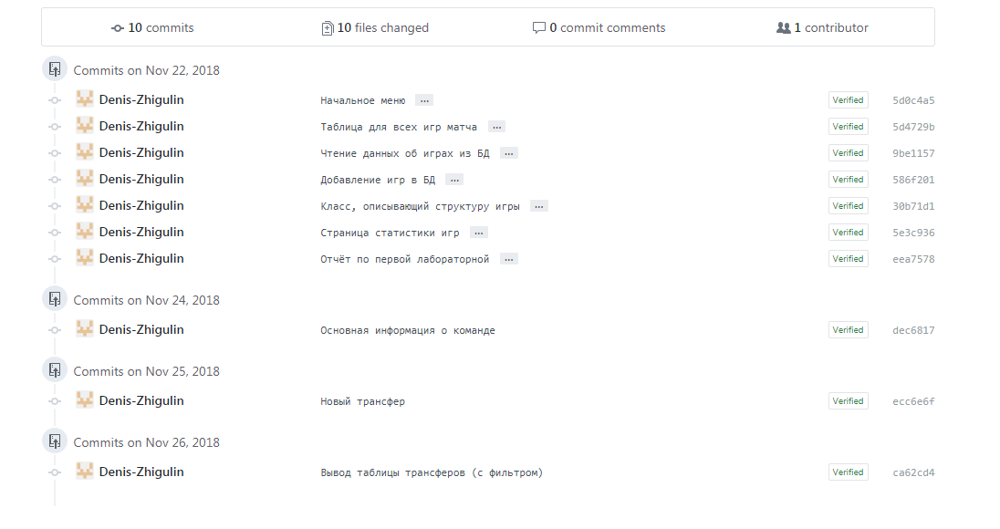 10 commits 10 files changed 0 commit comments 1 contributor
Commits on Nov 22, 2018
Denis-Zhigulin Начальное меню … Verified 5d0c4a5
Denis-Zhigulin Таблица для всех игр матча … Verified 5d4729b
Denis-Zhigulin Чтение данных об играх из БД … Verified 9be1157
Denis-Zhigulin Добавление игр в БД … Verified 586f201
Denis-Zhigulin Класс, описывающий структуру игры … Verified 30b71d1
Denis-Zhigulin Страница статистики игр … Verified 5e3c936
Denis-Zhigulin Отчёт по первой лабораторной … Verified eea7578
Commits on Nov 24, 2018
Denis-Zhigulin Основная информация о команде Verified dec6817
Commits on Nov 25, 2018
Denis-Zhigulin Новый трансфер Verified ecc6e6f
Commits on Nov 26, 2018
Denis-Zhigulin Вывод таблицы трансферов (с фильтром) Verified ca62cd4